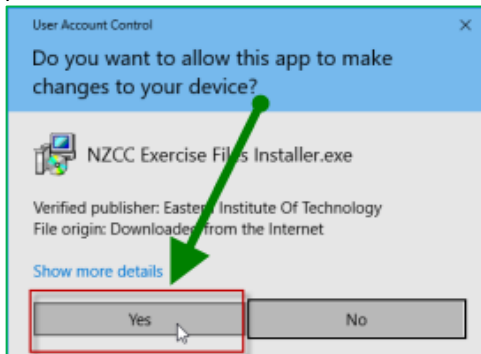 User Account Control
Do you want to allow this app to make
changes to your device?
NZCC Exercise Files Installer.exe
Verified publisher: Eastern Institute Of Technology
File origin: Downloaded from the Internet
Show more details
Yes
No